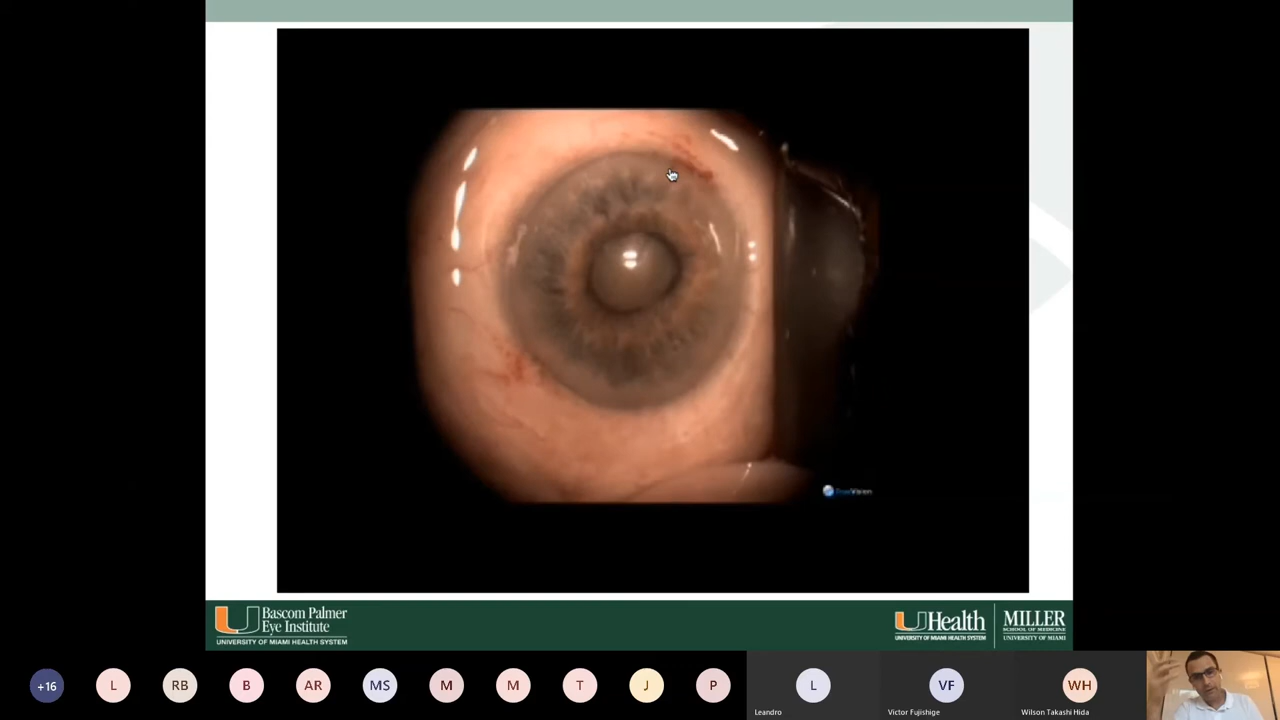 Bascom Palmer
Eye Institute
UNIVERSITY OF MIAMI HEALTH SYSTEM
UHealth
UNIVERSITY OF MIAMI HEALTH SYSTEM
MILLER
SCHOOL OF MEDICINE
UNIVERSITY OF MIAMI
+16
L
RB
B
AR
MS
M
M
T
J
P
L
VF
WH
Leandro
Victor Fujishige
Wilson Takashi Hida